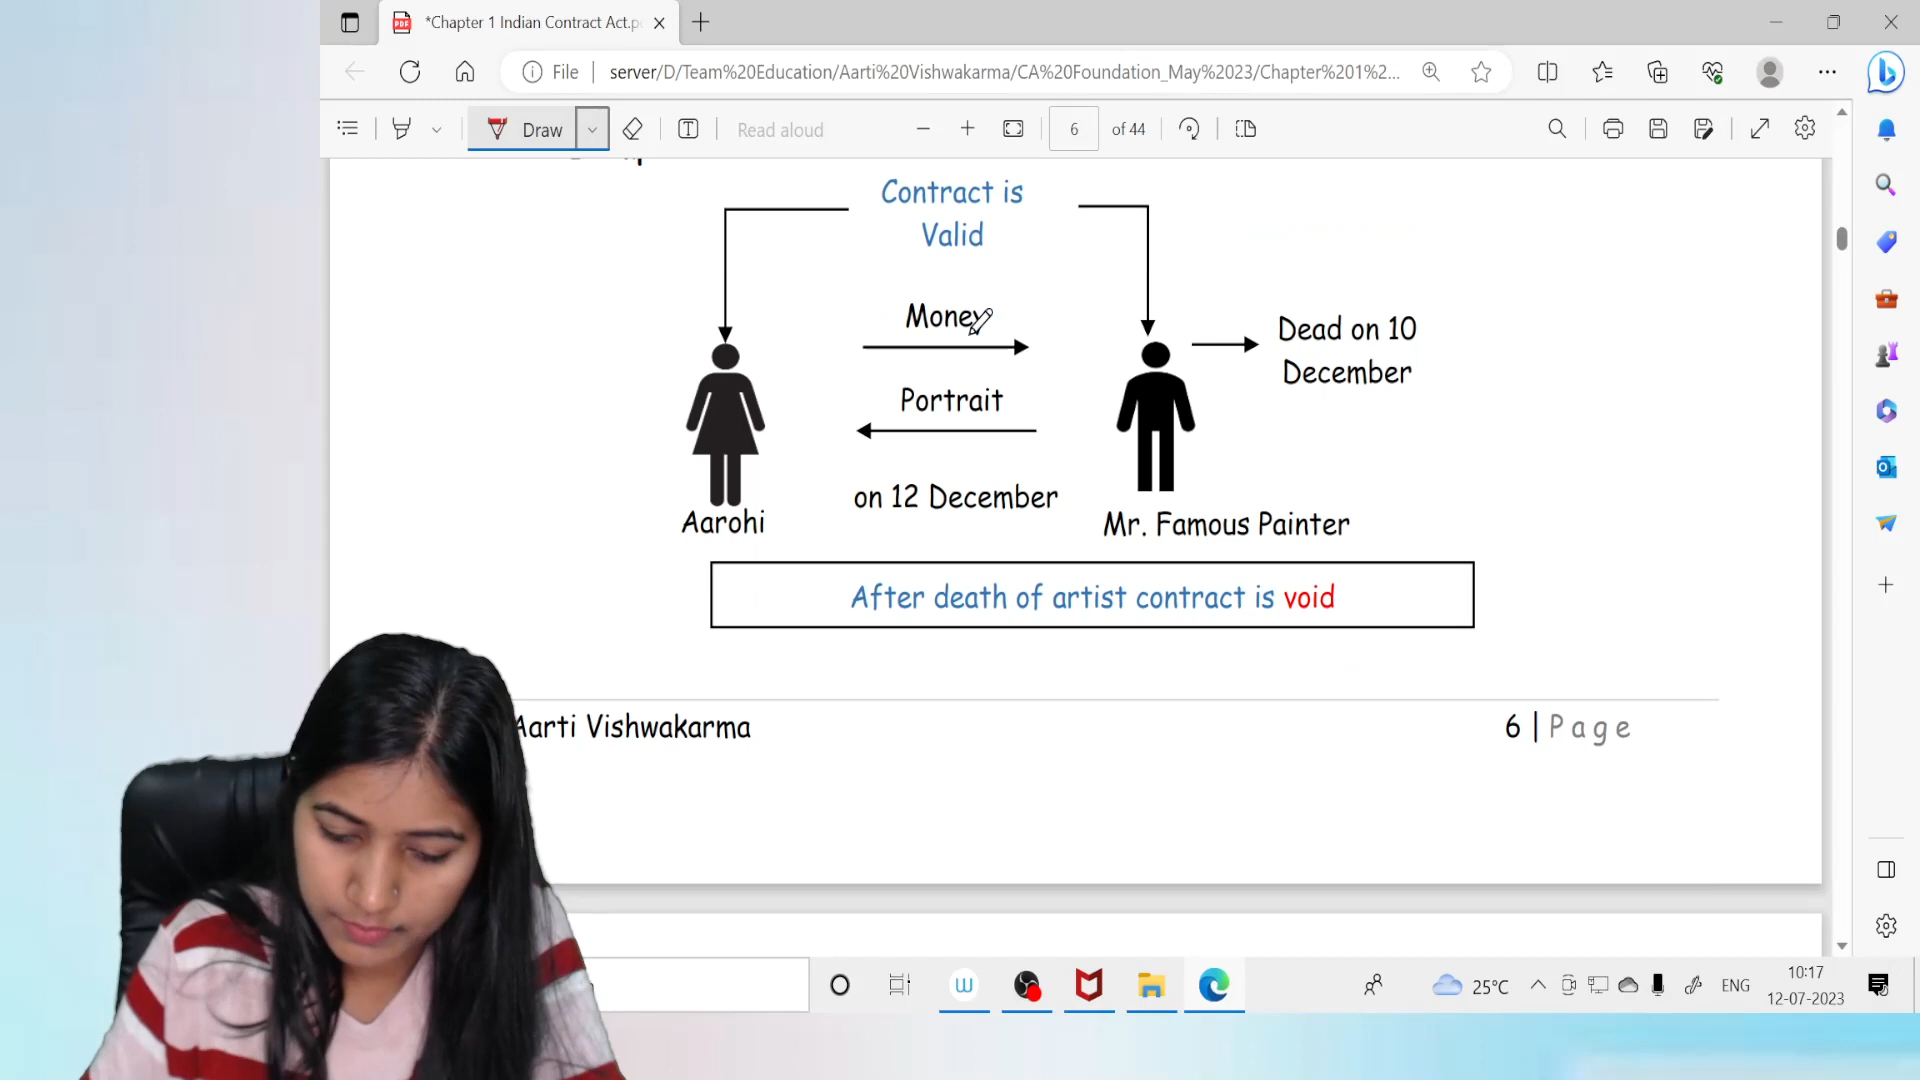 *Chapter 1 Indian Contract Act.p
File
server/D/Team%20Education/Aarti%20Vishwakarma/CA%20Foundation_May%2023/Chapter%201%2...
Draw
Read aloud
6
of 44
Contract is
Valid
Money
Portrait
on 12 December
Dead on 10
December
Aarohi
Mr. Famous Painter
After death of artist contract is void
Aarti Vishwakarma
6 | Page
25°C
ENG
10:17
12-07-2023